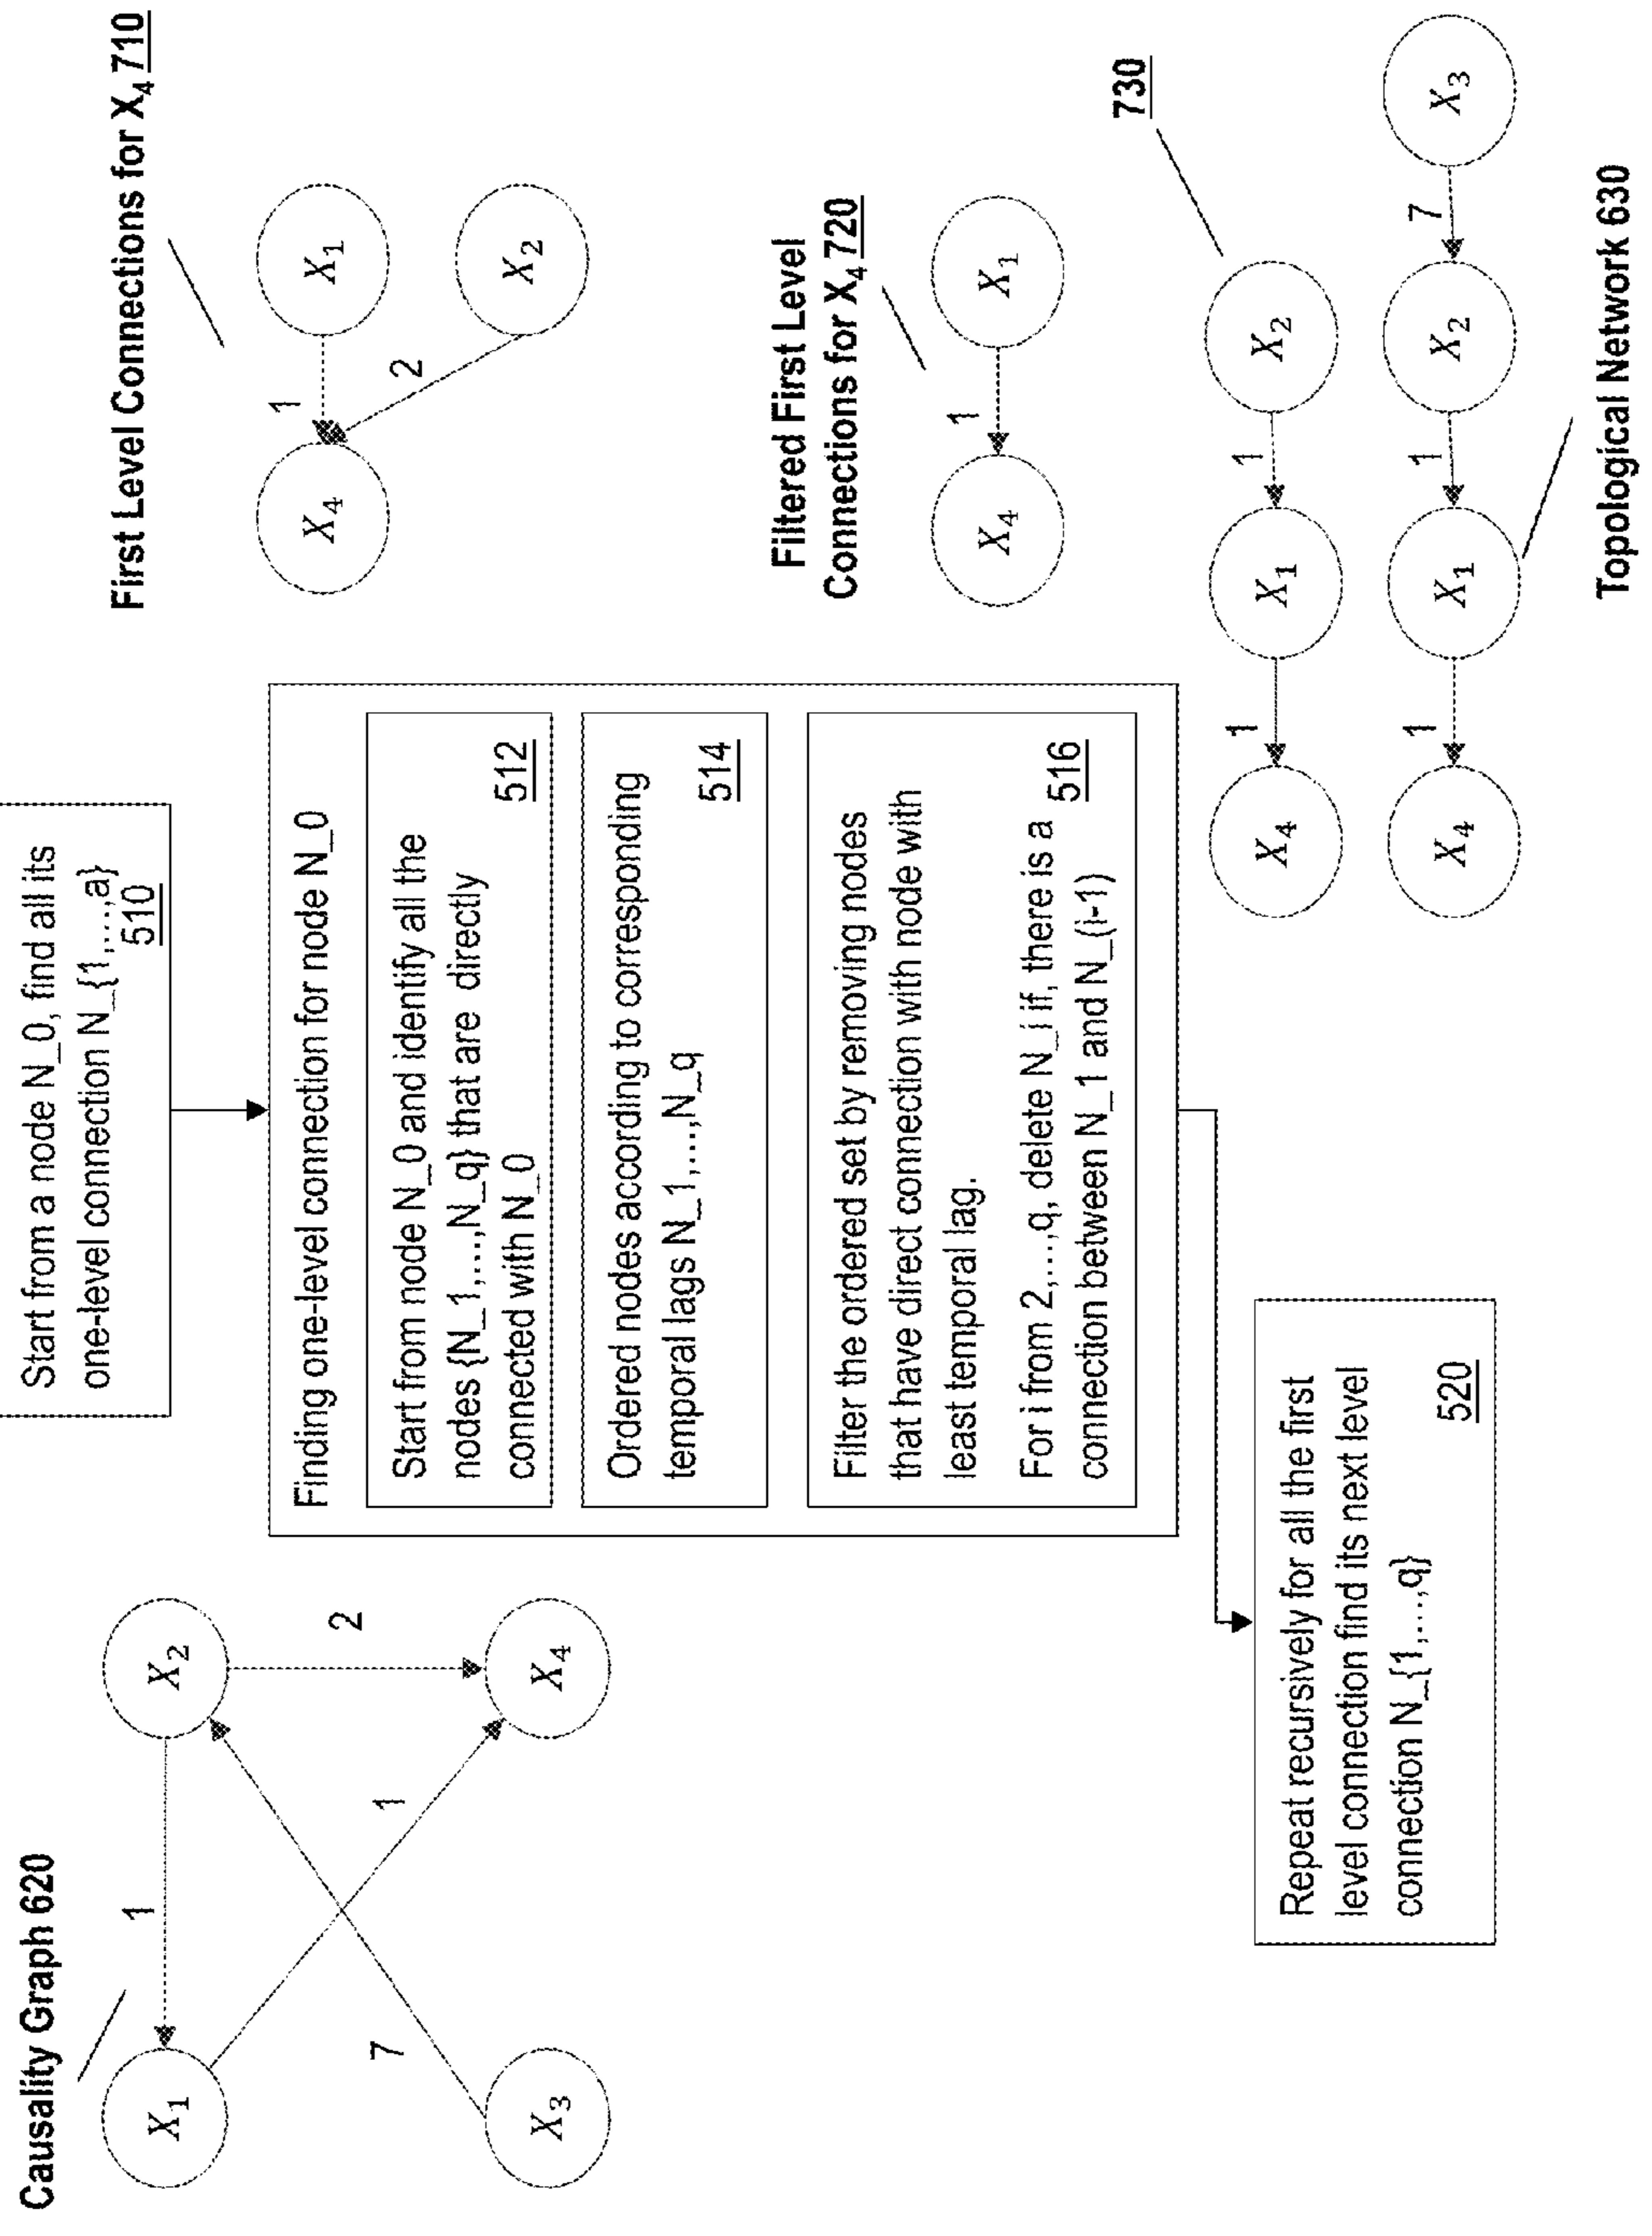 Causality Graph 620
1
X₁
X₂
7
1
2
X₃
X₄
Start from a node N_0, find all its
one-level connection N_{1,…,a}
510
Finding one-level connection for node N_0
Start from node N_0 and identify all the
nodes {N_1,…,N_q} that are directly
connected with N_0
512
Ordered nodes according to corresponding
temporal lags N_1,…,N_q
514
Filter the ordered set by removing nodes
that have direct connection with node with
least temporal lag.
For i from 2,…,q, delete N_i if, there is a
connection between N_1 and N_(i-1)
516
Repeat recursively for all the first
level connection find its next level
connection N_{1,…,q}
520
First Level Connections for X₄ 710
1
X₄
X₁
2
X₂
Filtered First Level
Connections for X₄ 720
1
X₄
X₁
730
1
1
X₄
X₁
X₂
1
1
7
X₄
X₁
X₂
X₃
Topological Network 630